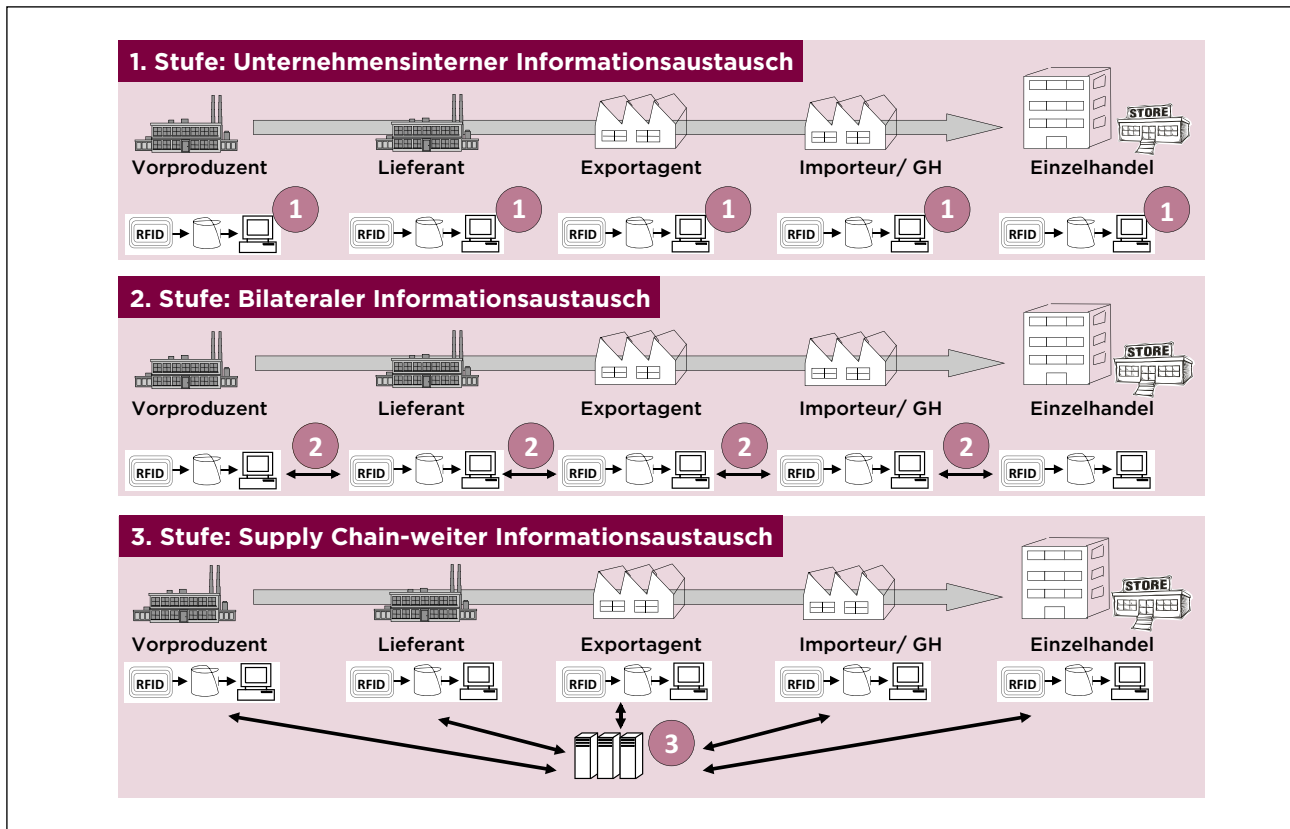 1. Stufe: Unternehmensinterner Informationsaustausch
STORE
Vorproduzent Lieferant Exportagent Importeur/ GH Einzelhandel
1 1 1 1 1
RFID RFID RFID RFID RFID
2. Stufe: Bilateraler Informationsaustausch
STORE
Vorproduzent Lieferant Exportagent Importeur/ GH Einzelhandel
2 2 2 2
RFID RFID RFID RFID RFID
3. Stufe: Supply Chain-weiter Informationsaustausch
STORE
Vorproduzent Lieferant Exportagent Importeur/ GH Einzelhandel
RFID RFID RFID RFID RFID
3